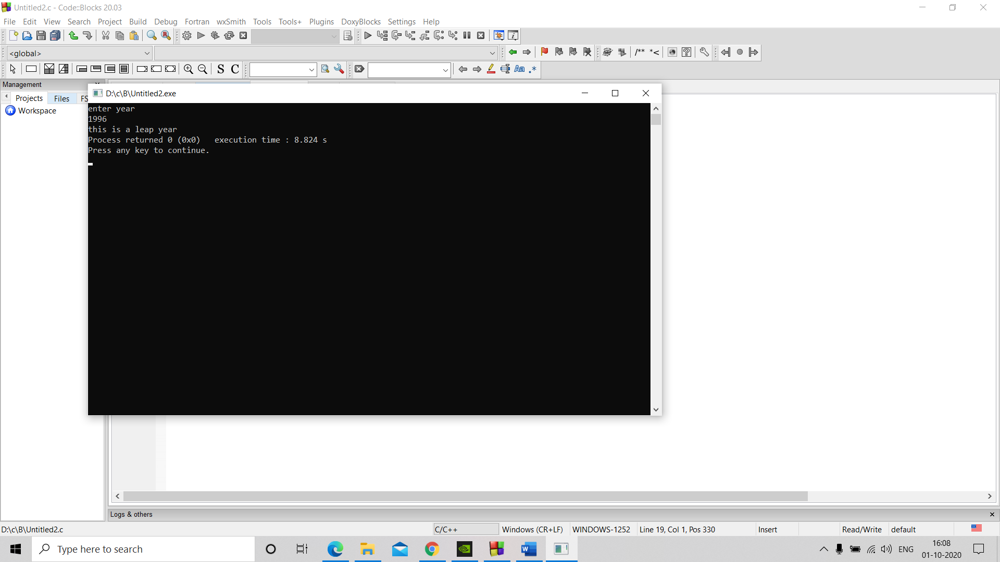 Untitled2.c - Code::Blocks 20.03
File Edit View Search Project Build Debug Fortran wxSmith Tools Tools+ Plugins DoxyBlocks Settings Help
<global>
/** *<
S C
Aa .*
Management
Projects Files FS
Workspace
D:\c\B\Untitled2.exe
enter year
1996
this is a leap year
Process returned 0 (0x0)   execution time : 8.824 s
Press any key to continue.
Logs & others
D:\c\B\Untitled2.c C/C++ Windows (CR+LF) WINDOWS-1252 Line 19, Col 1, Pos 330 Insert Read/Write default
Type here to search
ENG
16:08
01-10-2020